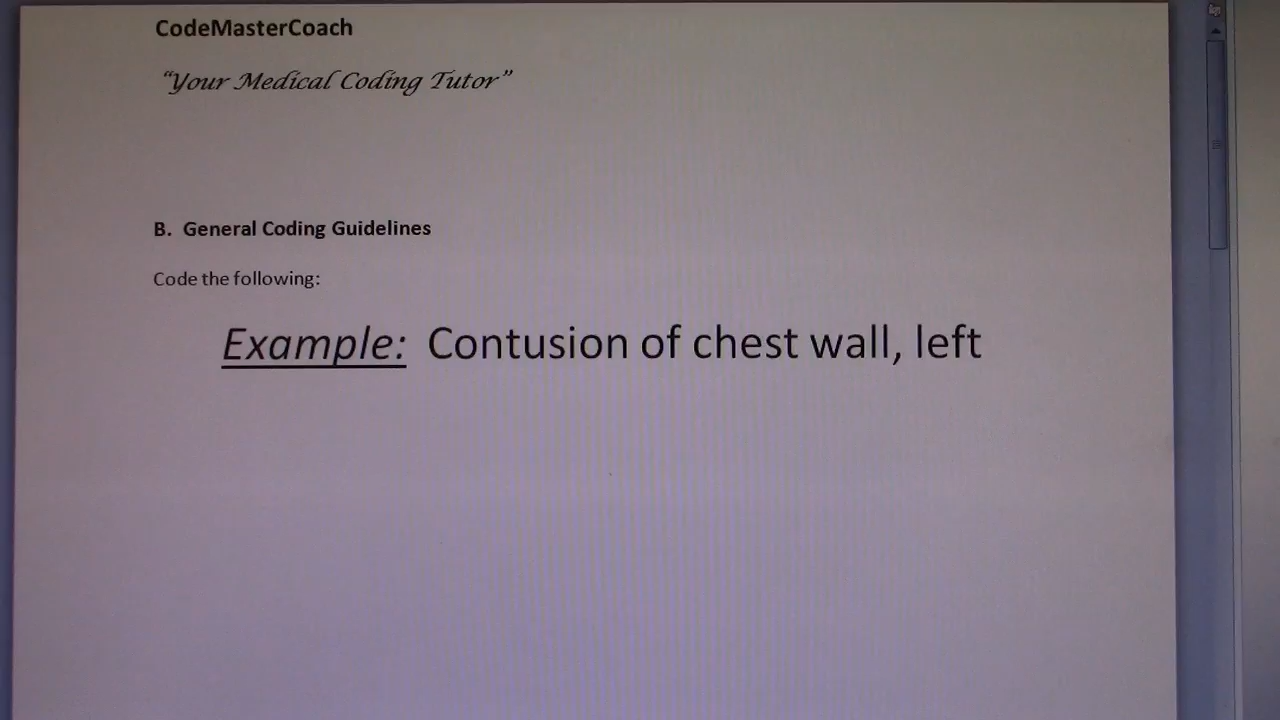 CodeMasterCoach
“Your Medical Coding Tutor”
B. General Coding Guidelines
Code the following:
Example: Contusion of chest wall, left